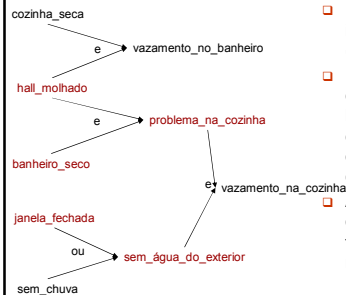 cozinha_seca
e
vazamento_no_banheiro
hall_molhado
e
problema_na_cozinha
banheiro_seco
e
vazamento_na_cozinha
janela_fechada
ou
sem_água_do_exterior
sem_chuva